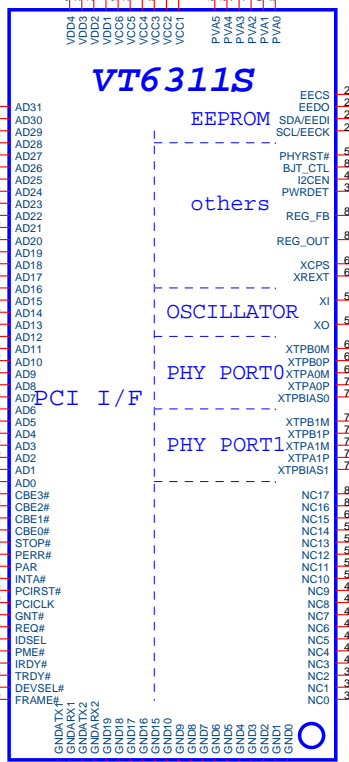 VDD4
VDD3
VDD2
VDD1
VCC6
VCC5
VCC4
VCC3
VCC2
VCC1
PVA5
PVA4
PVA3
PVA2
PVA1
PVA0
VT6311S
EEPROM
others
OSCILLATOR
PHY PORT0
PHY PORT1
PCI I/F
AD31
AD30
AD29
AD28
AD27
AD26
AD25
AD24
AD23
AD22
AD21
AD20
AD19
AD18
AD17
AD16
AD15
AD14
AD13
AD12
AD11
AD10
AD9
AD8
AD7
AD6
AD5
AD4
AD3
AD2
AD1
AD0
CBE3#
CBE2#
CBE1#
CBE0#
STOP#
PERR#
PAR
INTA#
PCIRST#
PCICLK
GNT#
REQ#
IDSEL
PME#
IRDY#
TRDY#
DEVSEL#
FRAME#
EECS
EEDO
SDA/EEDI
SCL/EECK
PHYRST#
BJT_CTL
I2CEN
PWRDET
REG_FB
REG_OUT
XCPS
XREXT
XI
XO
XTPB0M
XTPB0P
XTPA0M
XTPA0P
XTPBIAS0
XTPB1M
XTPB1P
XTPA1M
XTPA1P
XTPBIAS1
NC17
NC16
NC15
NC14
NC13
NC12
NC11
NC10
NC9
NC8
NC7
NC6
NC5
NC4
NC3
NC2
NC1
NC0
GNDATX1
GNDARX1
GNDATX2
GNDARX2
GND19
GND18
GND17
GND16
GND15
GND10
GND9
GND8
GND7
GND6
GND5
GND4
GND3
GND2
GND1
GND0